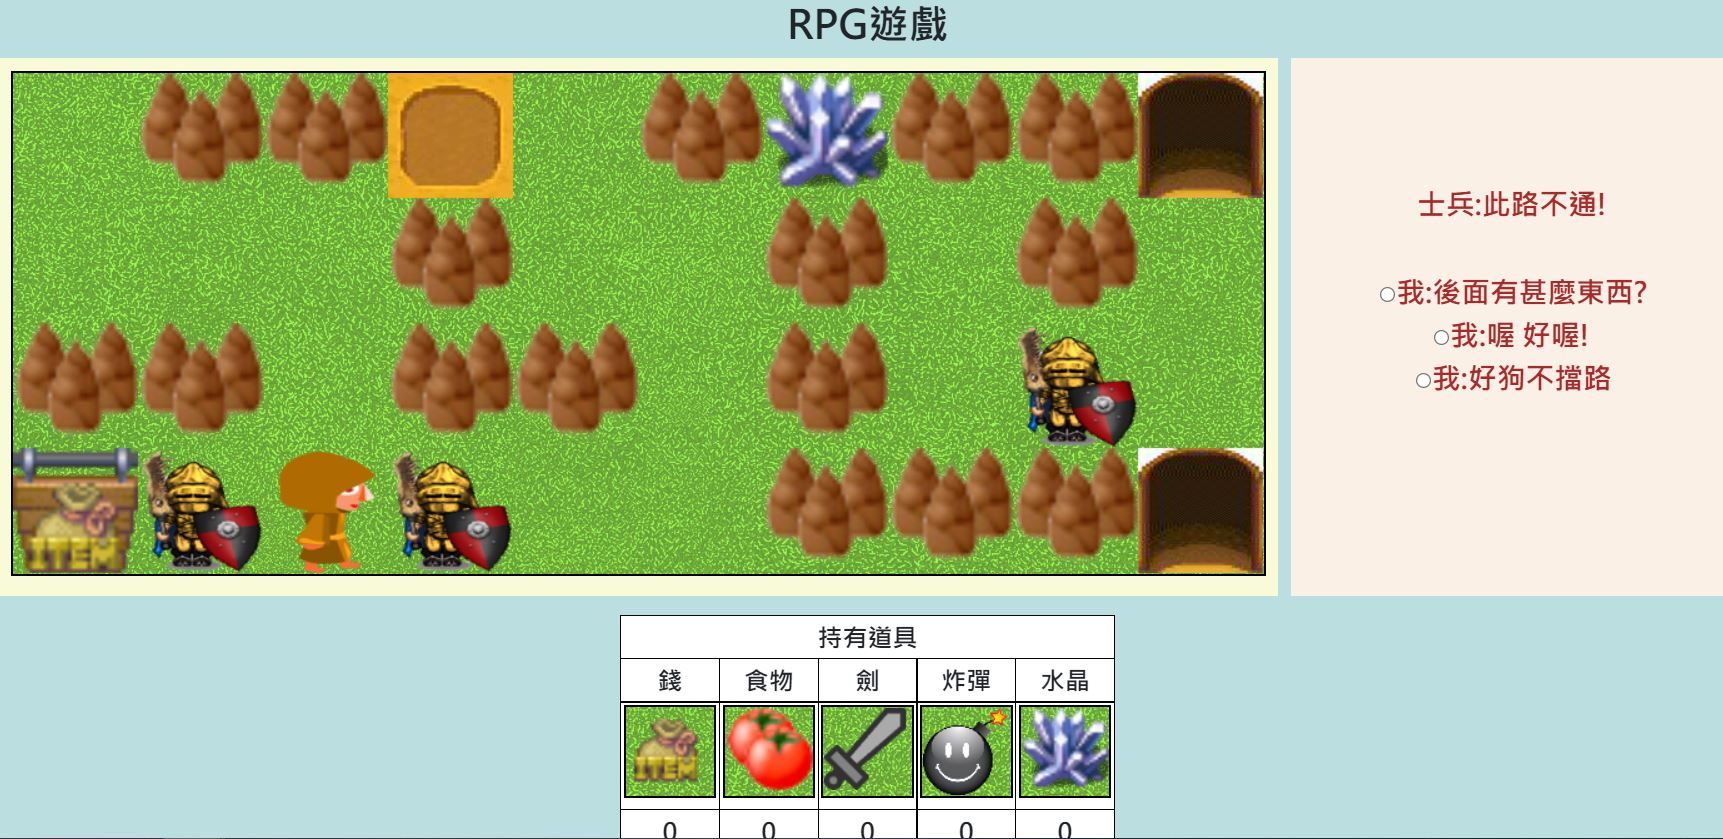 RPG遊戲
士兵:此路不通!
我:後面有甚麼東西?
我:喔 好喔!
我:好狗不擋路
ITEM
持有道具
錢 食物 劍 炸彈 水晶
ITEM
0 0 0 0 0